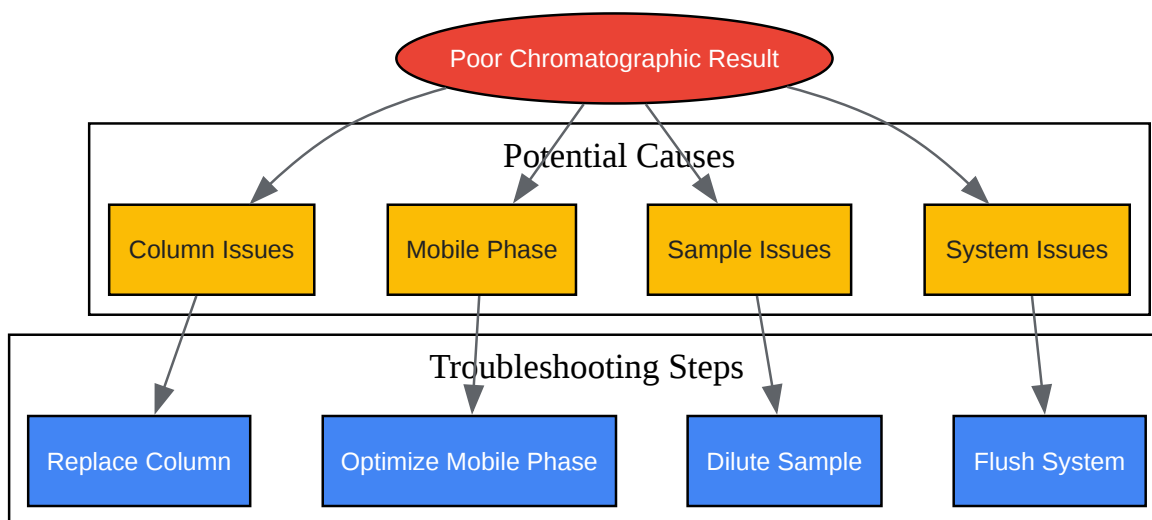 Poor Chromatographic Result
Potential Causes
Column Issues
Mobile Phase
Sample Issues
System Issues
Troubleshooting Steps
Replace Column
Optimize Mobile Phase
Dilute Sample
Flush System